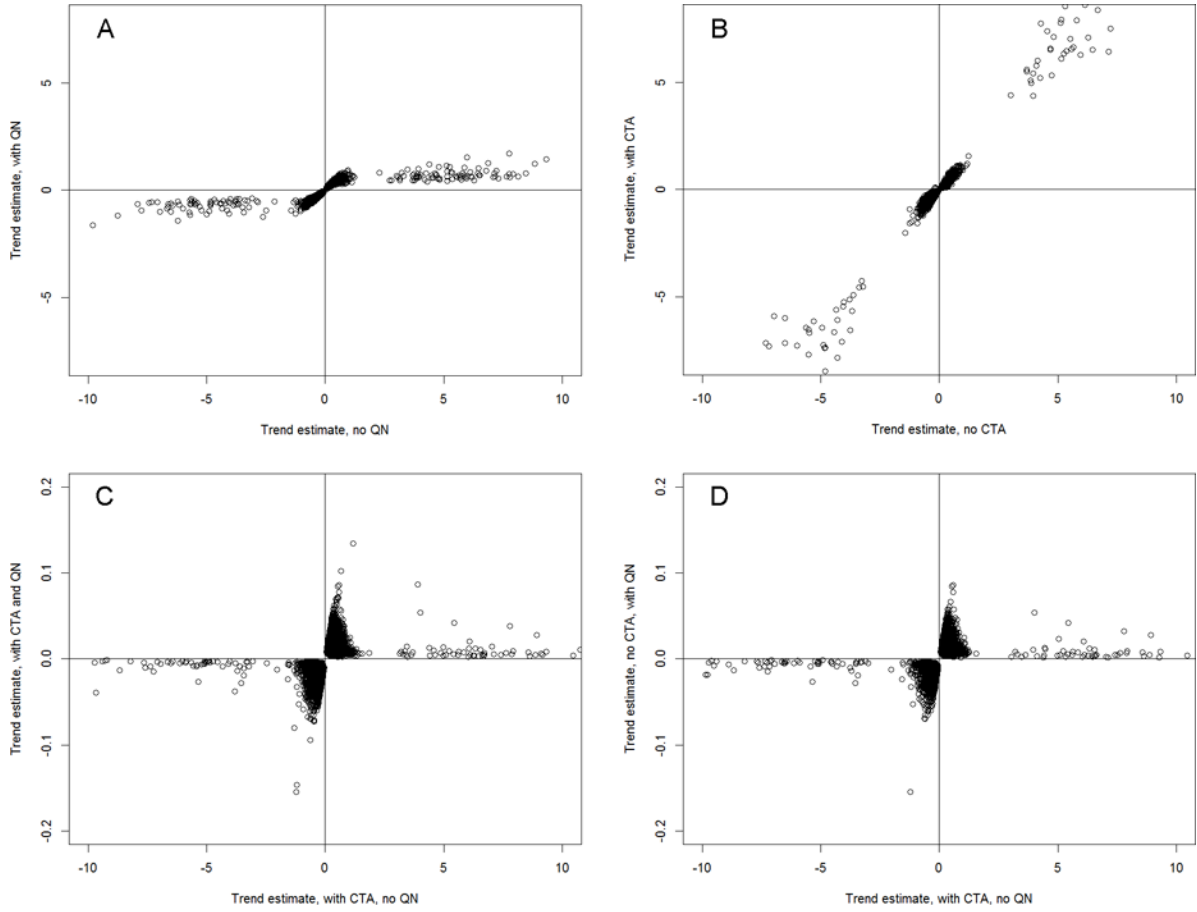 A
Trend estimate, with QN
5
0
-5
-10 -5 0 5 10
Trend estimate, no QN
B
Trend estimate, with CTA
5
0
-5
-10 -5 0 5 10
Trend estimate, no CTA
C
Trend estimate, with CTA and QN
0.2
0.1
0.0
-0.1
-0.2
-10 -5 0 5 10
Trend estimate, with CTA, no QN
D
Trend estimate, no CTA, with QN
0.2
0.1
0.0
-0.1
-0.2
-10 -5 0 5 10
Trend estimate, with CTA, no QN